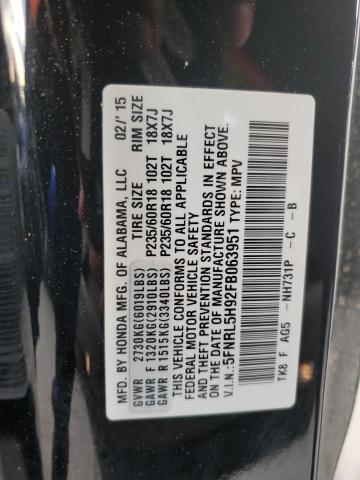 MFD. BY HONDA MFG. OF ALABAMA, LLC 02/'15
TIRE SIZE RIM SIZE
GVWR 2730KG(6019LBS)
GAWR F 1320KG(2910LBS) P235/60R18 102T 18X7J
GAWR R 1515KG(3340LBS) P235/60R18 102T 18X7J
THIS VEHICLE CONFORMS TO ALL APPLICABLE
FEDERAL MOTOR VEHICLE SAFETY
AND THEFT PREVENTION STANDARDS IN EFFECT
ON THE DATE OF MANUFACTURE SHOWN ABOVE.
V.I.N.:5FNRL5H92FB063951 TYPE: MPV
TK8 F AG5 -NH731P -C -B